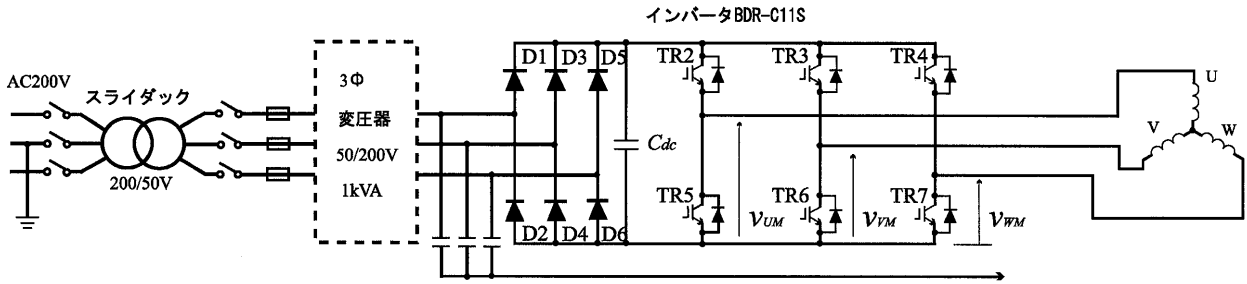 インバータBDR-C11S
AC200V
スライダック
200/50V
3Φ
変圧器
50/200V
1kVA
D1
D3
D5
D2
D4
D6
Cdc
TR2
TR3
TR4
TR5
TR6
TR7
VUM
VVM
VWM
U
V
W